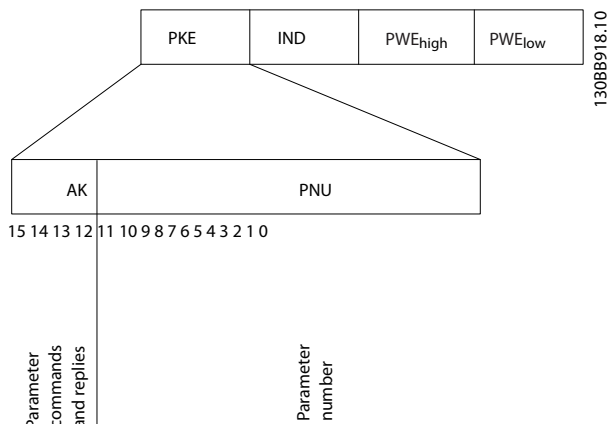 PKE IND PWEhigh PWElow
130BB918.10
AK PNU
15 14 13 12 11 10 9 8 7 6 5 4 3 2 1 0
Parameter
commands
and replies
Parameter
number